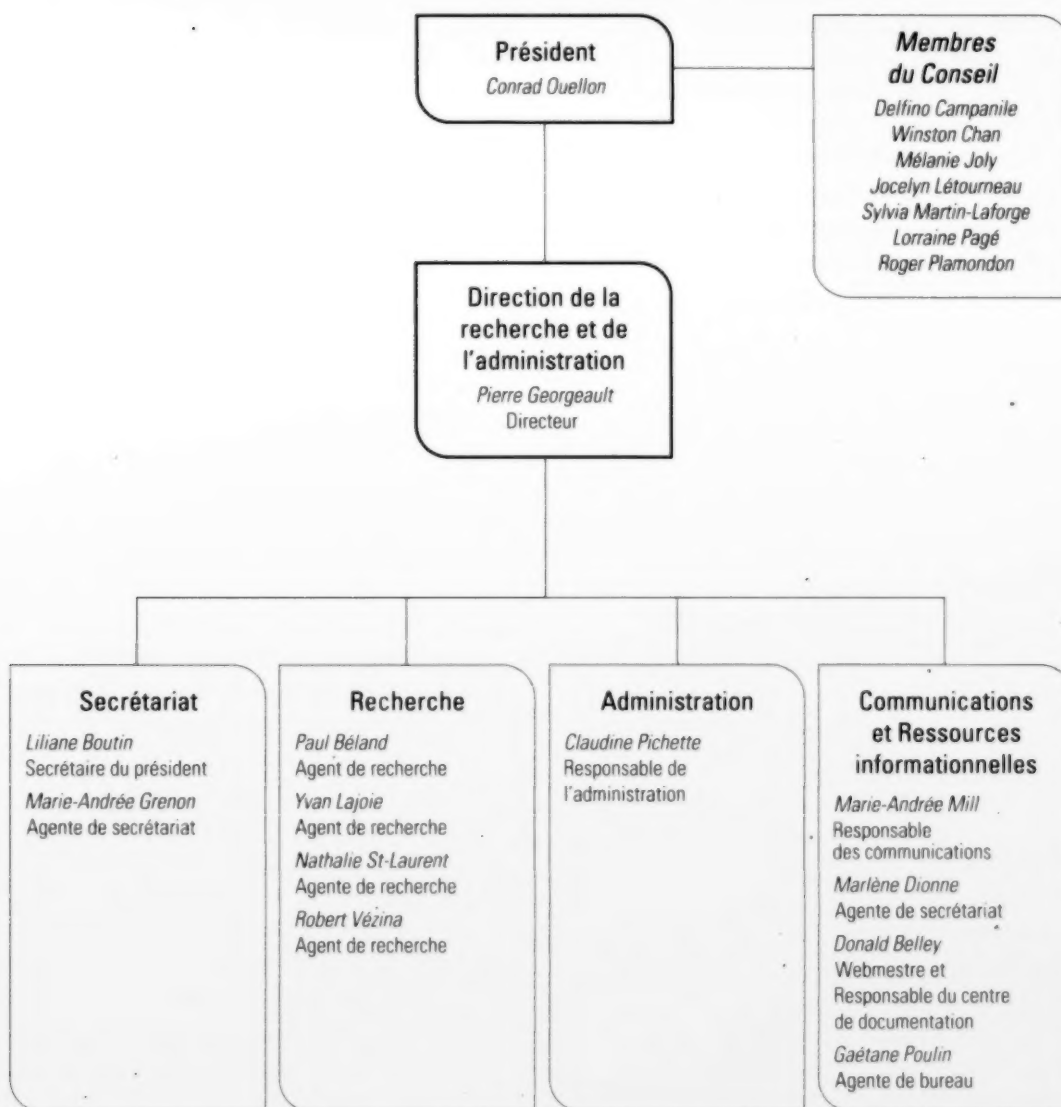 Président
Conrad Ouellon
Membres
du Conseil
Delfino Campanile
Winston Chan
Mélanie Joly
Jocelyn Létourneau
Sylvia Martin-Laforge
Lorraine Pagé
Roger Plamondon
Direction de la
recherche et de
l'administration
Pierre Georgeault
Directeur
Secrétariat
Liliane Boutin
Secrétaire du président
Marie-Andrée Grenon
Agente de secrétariat
Recherche
Paul Béland
Agent de recherche
Yvan Lajoie
Agent de recherche
Nathalie St-Laurent
Agente de recherche
Robert Vézina
Agent de recherche
Administration
Claudine Pichette
Responsable de
l'administration
Communications
et Ressources
informationnelles
Marie-Andrée Mill
Responsable
des communications
Marlène Dionne
Agente de secrétariat
Donald Belley
Webmestre et
Responsable du centre
de documentation
Gaétane Poulin
Agente de bureau